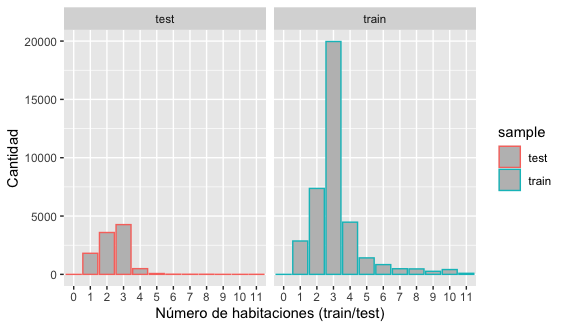 test
train
20000
15000
10000
5000
0
Cantidad
0 1 2 3 4 5 6 7 8 9 10 11
0 1 2 3 4 5 6 7 8 9 10 11
Número de habitaciones (train/test)
sample
test
train